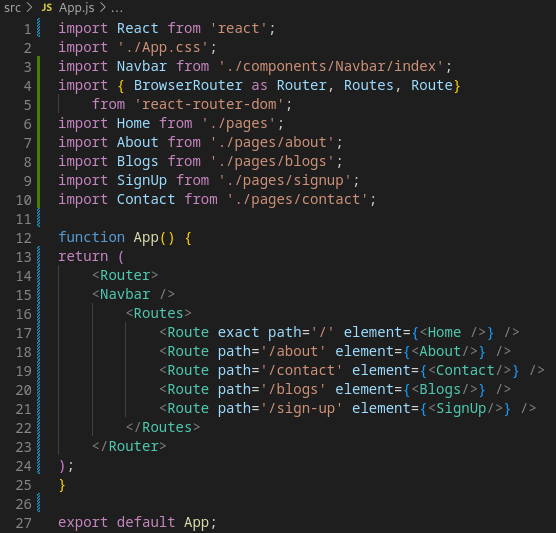 src > JS App.js > ...
1 import React from 'react';
2 import './App.css';
3 import Navbar from './components/Navbar/index';
4 import { BrowserRouter as Router, Routes, Route}
5     from 'react-router-dom';
6 import Home from './pages';
7 import About from './pages/about';
8 import Blogs from './pages/blogs';
9 import SignUp from './pages/signup';
10 import Contact from './pages/contact';
11
12 function App() {
13 return (
14     <Router>
15     <Navbar />
16         <Routes>
17             <Route exact path='/' element={<Home />} />
18             <Route path='/about' element={<About/>} />
19             <Route path='/contact' element={<Contact/>} />
20             <Route path='/blogs' element={<Blogs/>} />
21             <Route path='/sign-up' element={<SignUp/>} />
22         </Routes>
23     </Router>
24 );
25 }
26
27 export default App;